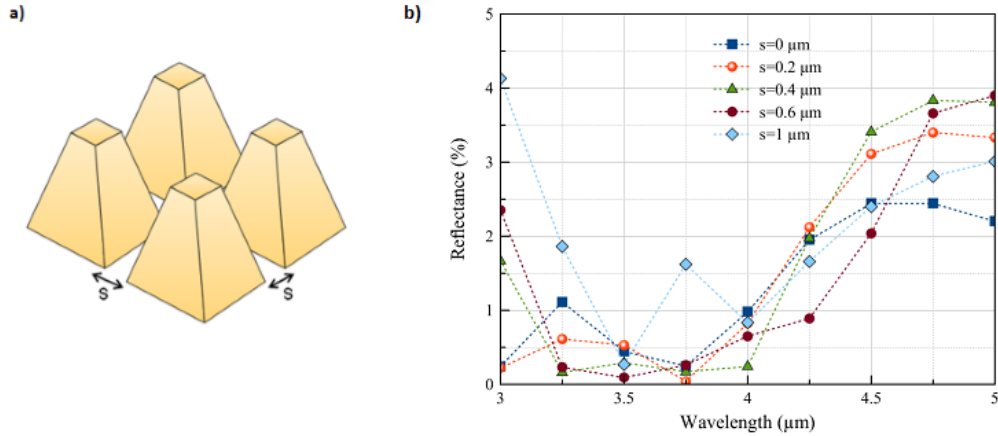 a)
S
S
b)
5
4
3
2
1
0
Reflectance (%)
s=0 μm
s=0.2 μm
s=0.4 μm
s=0.6 μm
s=1 μm
3
3.5
4
4.5
5
Wavelength (μm)